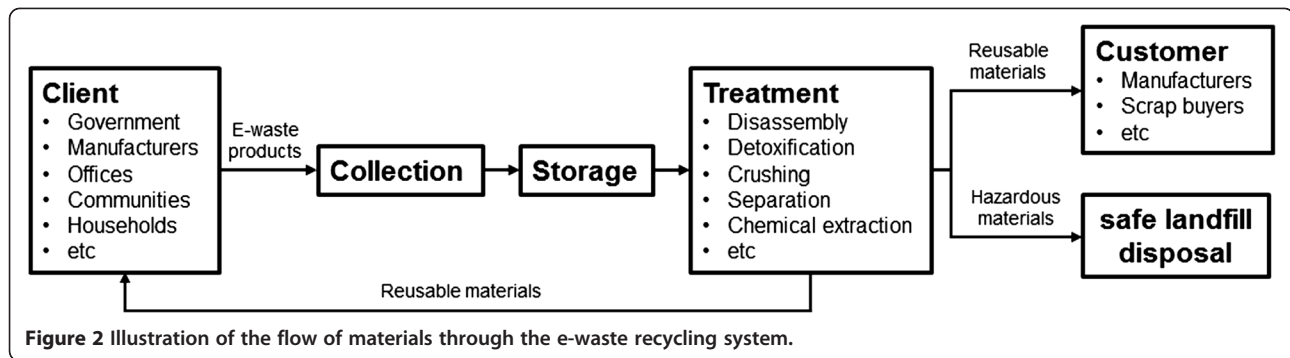 Client
• Government
• Manufacturers
• Offices
• Communities
• Households
• etc
E-waste
products
Collection
Storage
Treatment
• Disassembly
• Detoxification
• Crushing
• Separation
• Chemical extraction
• etc
Reusable
materials
Customer
• Manufacturers
• Scrap buyers
• etc
Hazardous
materials
safe landfill
disposal
Reusable materials
Figure 2 Illustration of the flow of materials through the e-waste recycling system.